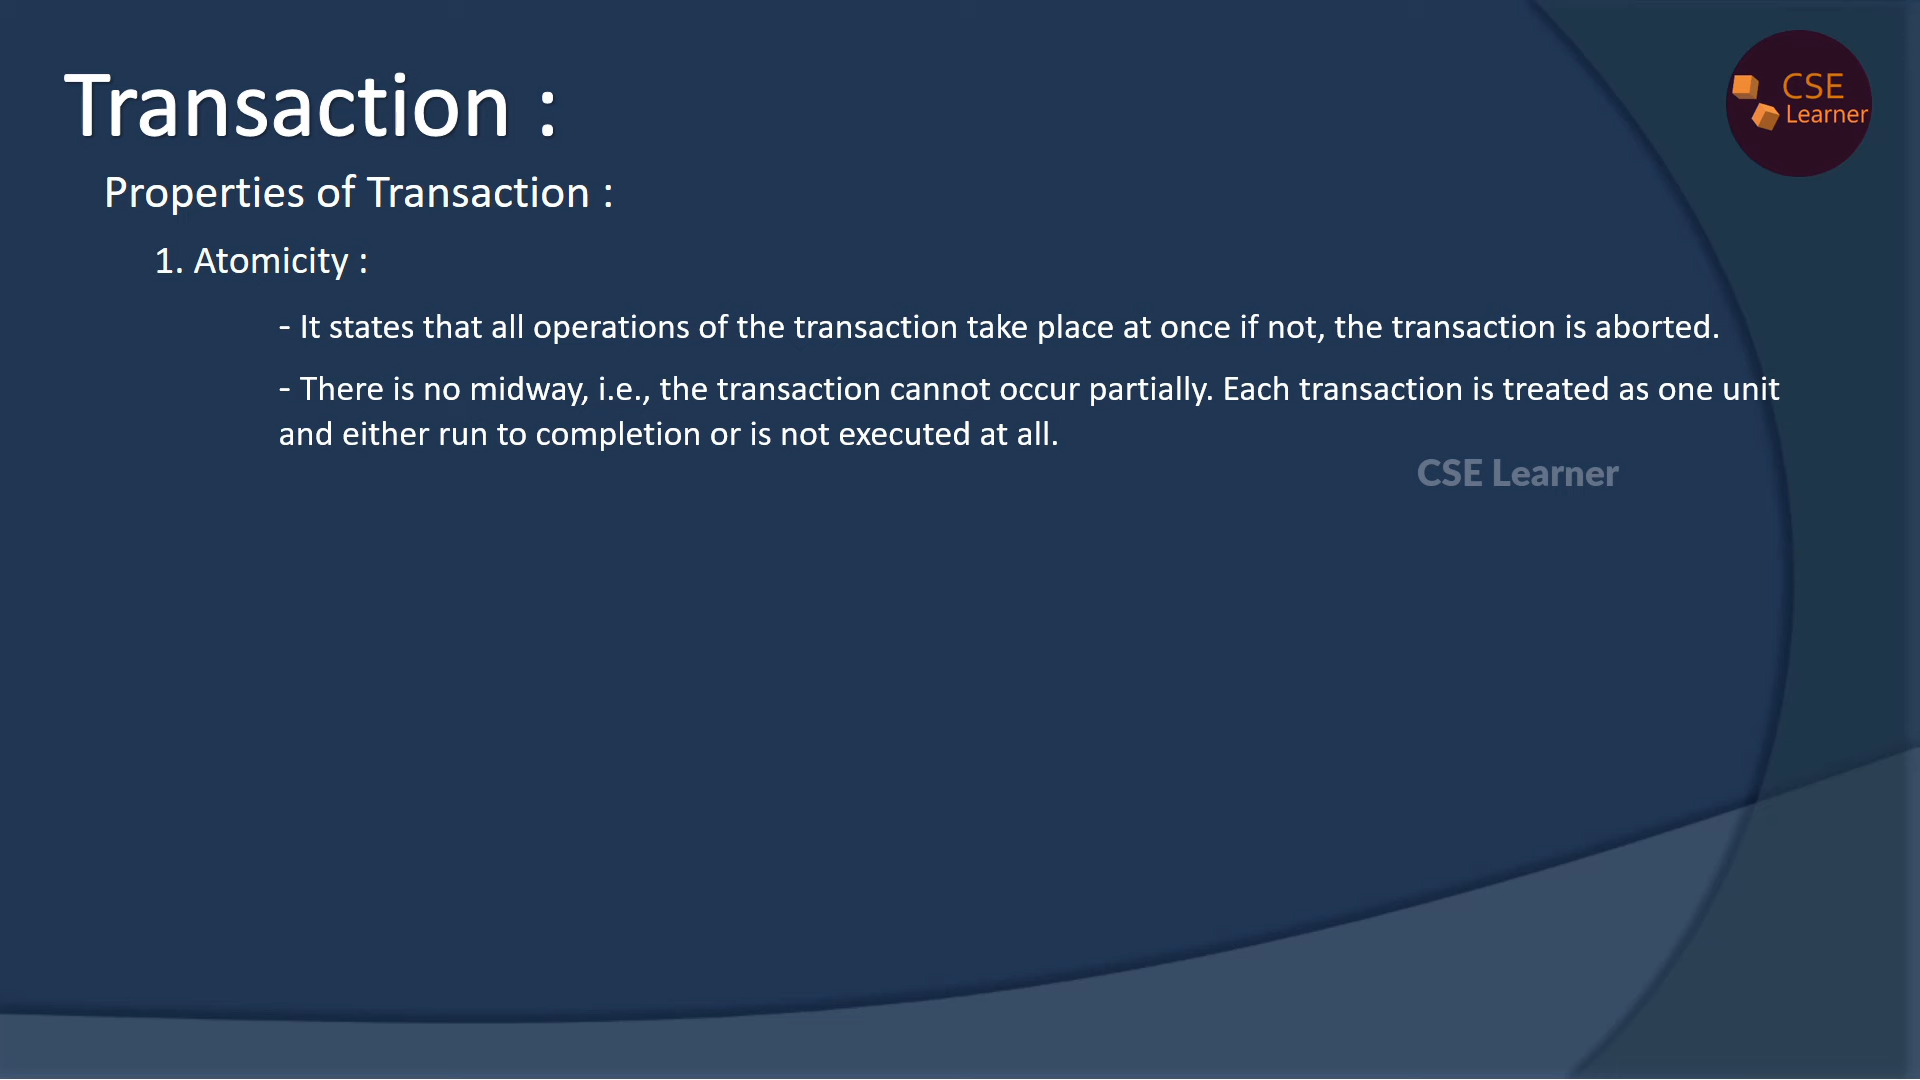 Transaction :
CSE
Learner
Properties of Transaction :
1. Atomicity :
- It states that all operations of the transaction take place at once if not, the transaction is aborted.
- There is no midway, i.e., the transaction cannot occur partially. Each transaction is treated as one unit
and either run to completion or is not executed at all.
CSE Learner